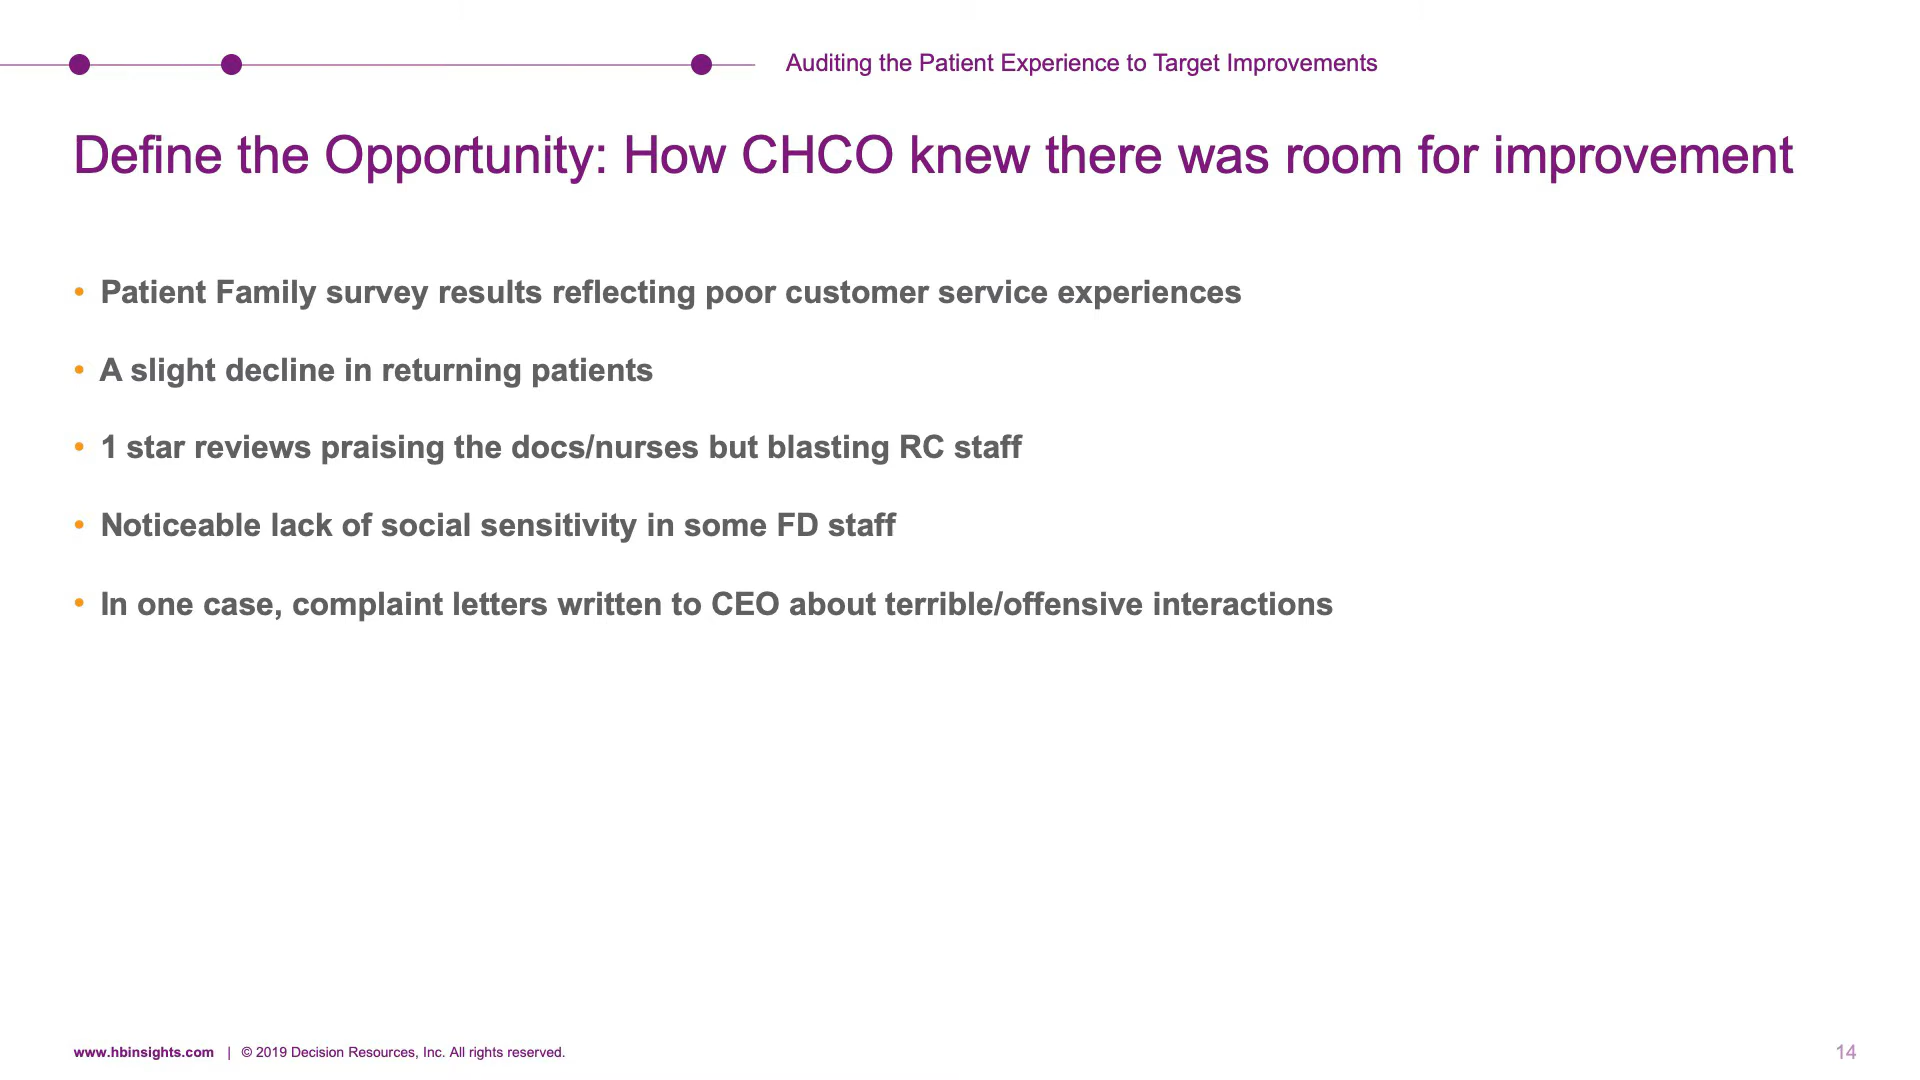 Auditing the Patient Experience to Target Improvements
Define the Opportunity: How CHCO knew there was room for improvement
• Patient Family survey results reflecting poor customer service experiences
• A slight decline in returning patients
• 1 star reviews praising the docs/nurses but blasting RC staff
• Noticeable lack of social sensitivity in some FD staff
• In one case, complaint letters written to CEO about terrible/offensive interactions
www.hbinsights.com | © 2019 Decision Resources, Inc. All rights reserved.
14